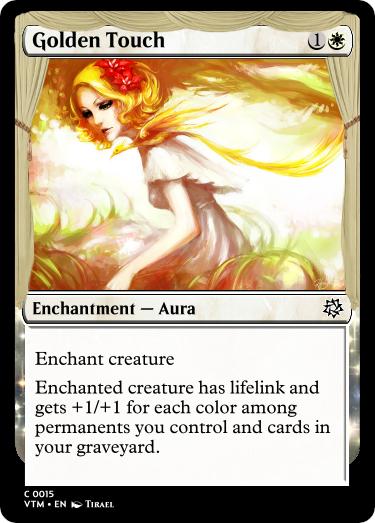 Golden Touch 1
Enchantment — Aura
Enchant creature
Enchanted creature has lifelink and
gets +1/+1 for each color among
permanents you control and cards in
your graveyard.
C 0015
VTM • EN Tirael